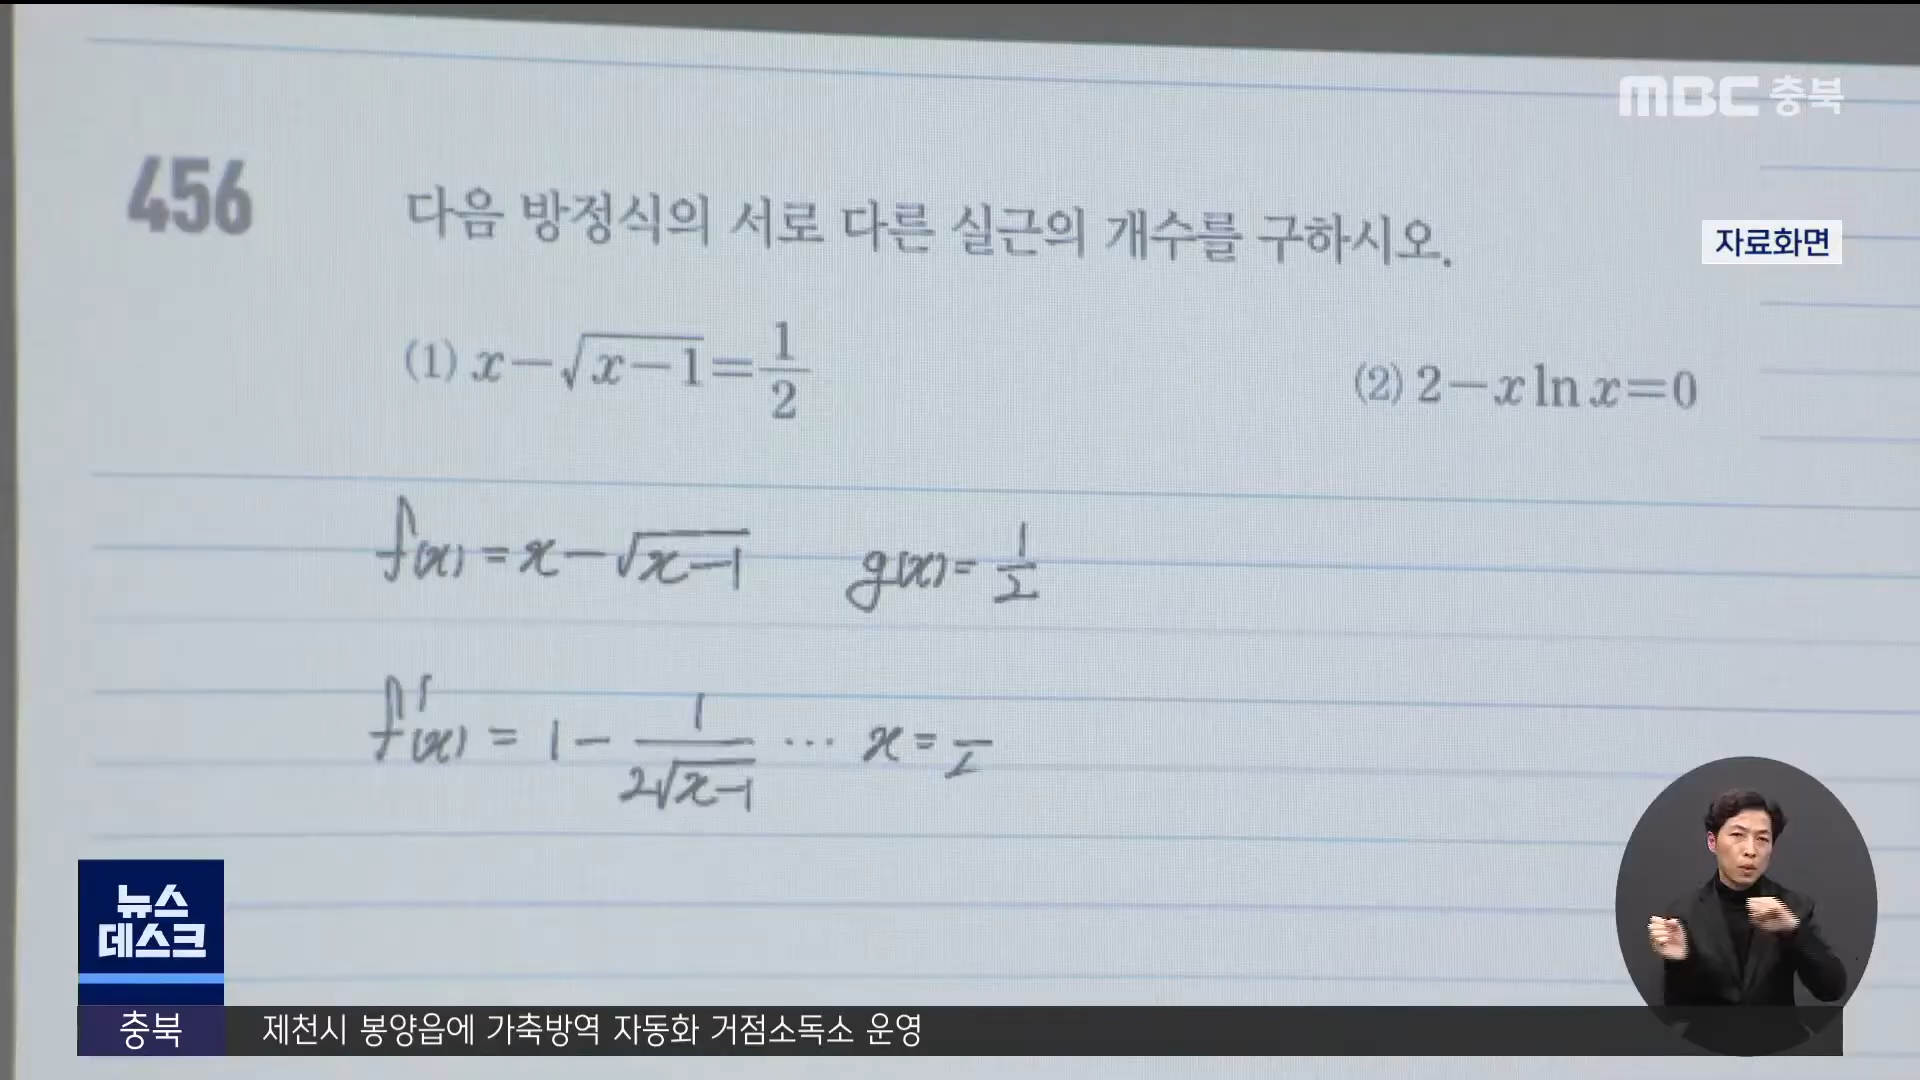 MBC 충북
456
다음 방정식의 서로 다른 실근의 개수를 구하시오.
자료화면
(1) x−√(x−1)=1/2
(2) 2−x ln x=0
f(x) = x − √(x−1) g(x) = 1/2
f'(x) = 1 − 1/(2√(x−1)) ... x =
뉴스
데스크
충북
제천시 봉양읍에 가축방역 자동화 거점소독소 운영